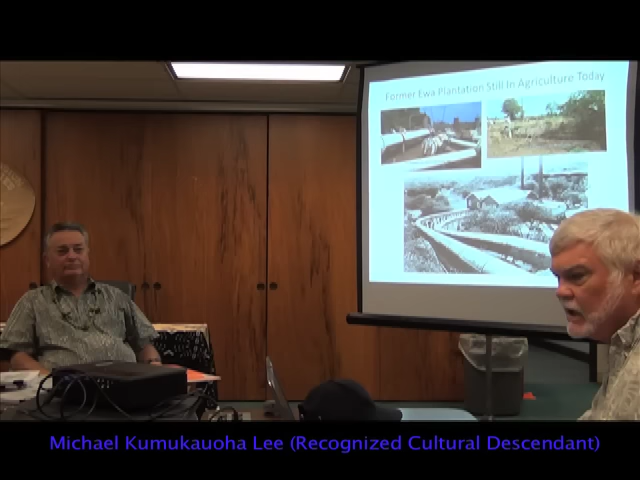 Former Ewa Plantation Still In Agriculture Today
Michael Kumukauoha Lee (Recognized Cultural Descendant)